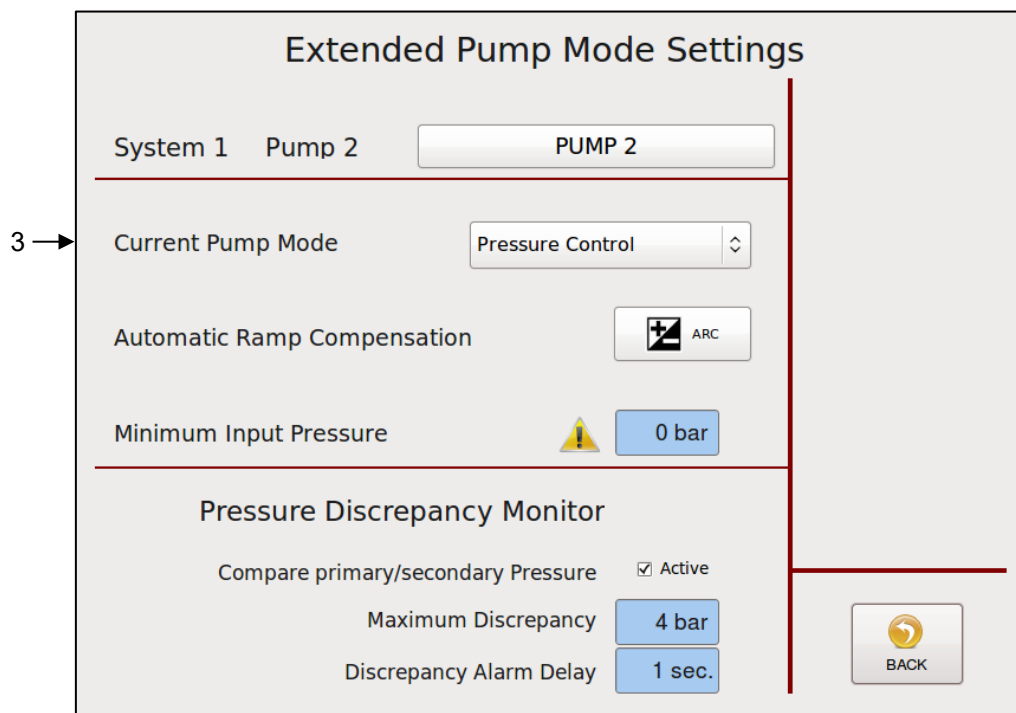 Extended Pump Mode Settings
System 1 Pump 2 PUMP 2
3 Current Pump Mode Pressure Control
Automatic Ramp Compensation ARC
Minimum Input Pressure 0 bar
Pressure Discrepancy Monitor
Compare primary/secondary Pressure Active
Maximum Discrepancy 4 bar
Discrepancy Alarm Delay 1 sec.
BACK